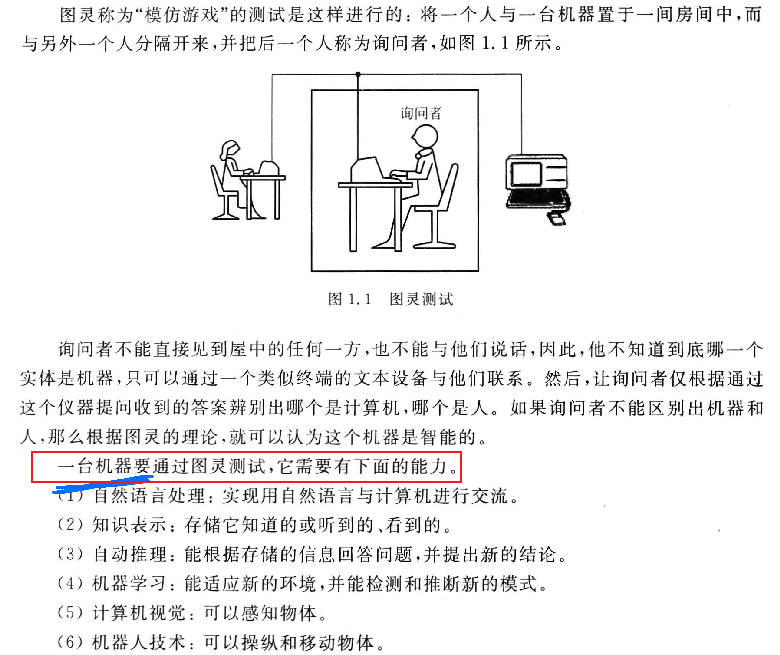 图灵称为“模仿游戏”的测试是这样进行的：将一个人与一台机器置于一间房间中，而
与另外一个人分隔开来，并把后一个人称为询问者，如图1.1所示。
询问者
图1.1 图灵测试
询问者不能直接见到屋中的任何一方，也不能与他们说话，因此，他不知道到底哪一个
实体是机器，只可以通过一个类似终端的文本设备与他们联系。然后，让询问者仅根据通过
这个仪器提问收到的答案辨别出哪个是计算机，哪个是人。如果询问者不能区别出机器和
人，那么根据图灵的理论，就可以认为这个机器是智能的。
一台机器要通过图灵测试，它需要有下面的能力。
(1) 自然语言处理：实现用自然语言与计算机进行交流。
(2) 知识表示：存储它知道的或听到的、看到的。
(3) 自动推理：能根据存储的信息回答问题，并提出新的结论。
(4) 机器学习：能适应新的环境，并能检测和推断新的模式。
(5) 计算机视觉：可以感知物体。
(6) 机器人技术：可以操纵和移动物体。